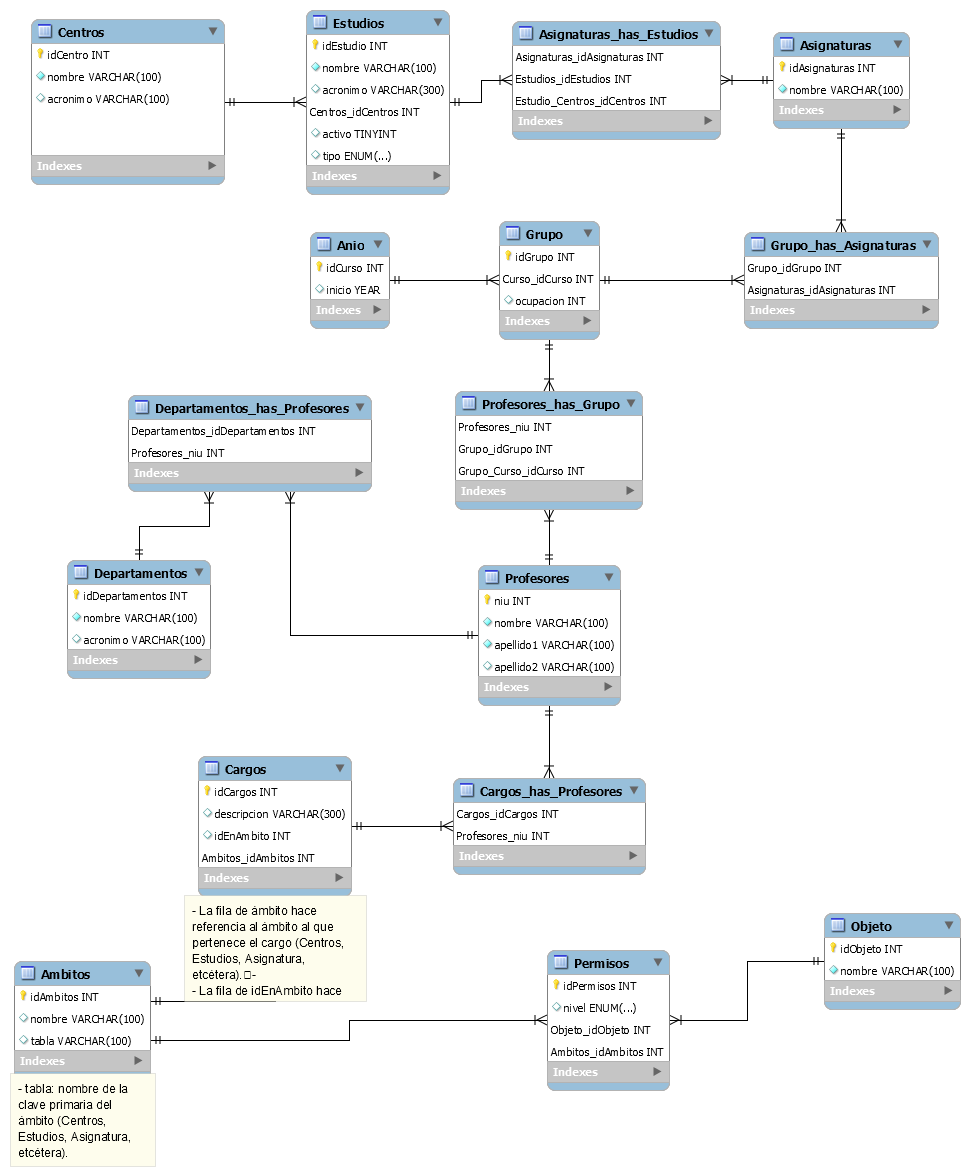 Centros
idCentro INT
nombre VARCHAR(100)
acronimo VARCHAR(100)
Indexes
Estudios
idEstudio INT
nombre VARCHAR(100)
acronimo VARCHAR(300)
Centros_idCentros INT
activo TINYINT
tipo ENUM(...)
Indexes
Asignaturas_has_Estudios
Asignaturas_idAsignaturas INT
Estudios_idEstudios INT
Estudio_Centros_idCentros INT
Indexes
Asignaturas
idAsignaturas INT
nombre VARCHAR(100)
Indexes
Anio
idCurso INT
inicio YEAR
Indexes
Grupo
idGrupo INT
Curso_idCurso INT
ocupacion INT
Indexes
Grupo_has_Asignaturas
Grupo_idGrupo INT
Asignaturas_idAsignaturas INT
Indexes
Departamentos_has_Profesores
Departamentos_idDepartamentos INT
Profesores_niu INT
Indexes
Profesores_has_Grupo
Profesores_niu INT
Grupo_idGrupo INT
Grupo_Curso_idCurso INT
Indexes
Departamentos
idDepartamentos INT
nombre VARCHAR(100)
acronimo VARCHAR(100)
Indexes
Profesores
niu INT
nombre VARCHAR(100)
apellido1 VARCHAR(100)
apellido2 VARCHAR(100)
Indexes
Cargos
idCargos INT
descripcion VARCHAR(300)
idEnAmbito INT
Ambitos_idAmbitos INT
Indexes
Cargos_has_Profesores
Cargos_idCargos INT
Profesores_niu INT
Indexes
- La fila de ámbito hace
referencia al ámbito al que
pertenece el cargo (Centros,
Estudios, Asignatura,
etcétera).□-
- La fila de idEnAmbito hace
Ambitos
idAmbitos INT
nombre VARCHAR(100)
tabla VARCHAR(100)
Indexes
- tabla: nombre de la
clave primaria del
ámbito (Centros,
Estudios, Asignatura,
etcétera).
Permisos
idPermisos INT
nivel ENUM(...)
Objeto_idObjeto INT
Ambitos_idAmbitos INT
Indexes
Objeto
idObjeto INT
nombre VARCHAR(100)
Indexes